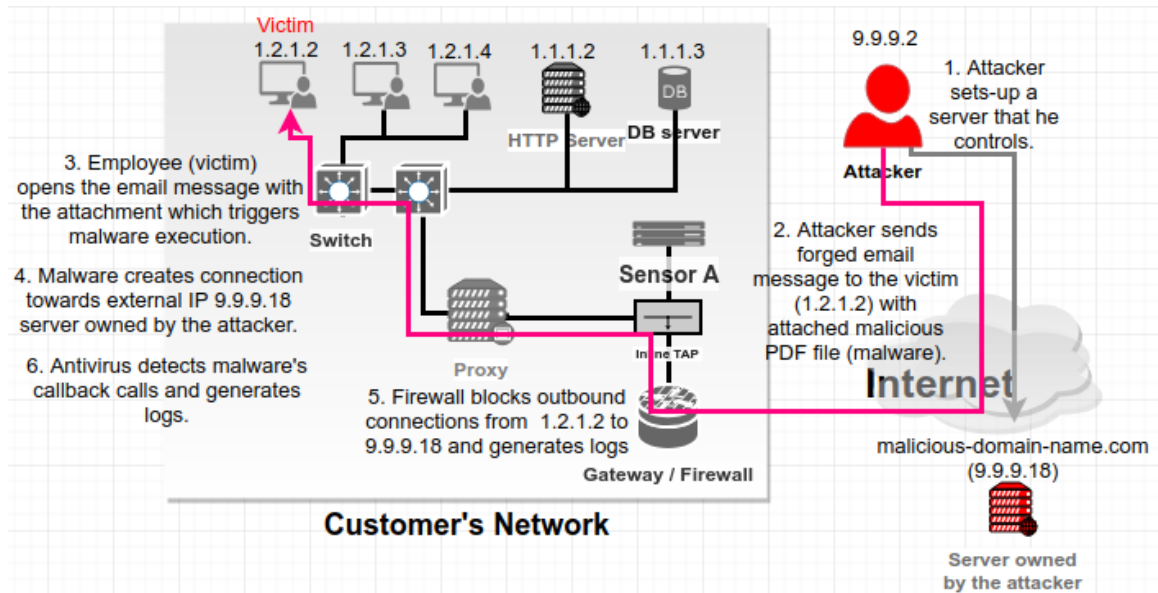 Victim
1.2.1.2
1.2.1.3
1.2.1.4
1.1.1.2
1.1.1.3
9.9.9.2
1. Attacker
sets-up a
server that he
controls.
DB
HTTP Server
DB server
Attacker
3. Employee (victim)
opens the email message with
the attachment which triggers
malware execution.
Switch
2. Attacker sends
forged email
message to the victim
(1.2.1.2) with
attached malicious
PDF file (malware).
Sensor A
4. Malware creates connection
towards external IP 9.9.9.18
server owned by the attacker.
Inline TAP
Proxy
6. Antivirus detects malware's
callback calls and generates
logs.
5. Firewall blocks outbound
connections from 1.2.1.2 to
9.9.9.18 and generates logs
Internet
Gateway / Firewall
malicious-domain-name.com
(9.9.9.18)
Customer's Network
Server owned
by the attacker